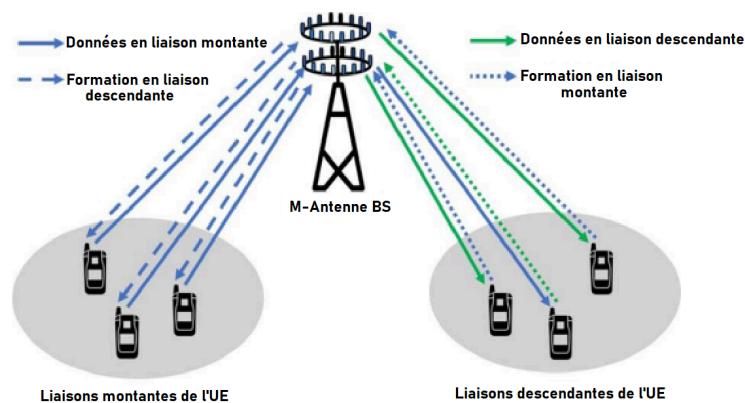 Données en liaison montante
Formation en liaison
descendante
Données en liaison descendante
Formation en liaison
montante
M-Antenne BS
Liaisons montantes de l'UE
Liaisons descendantes de l'UE